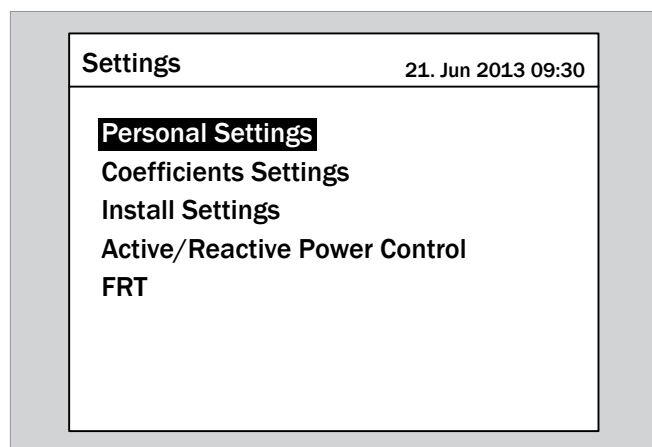 Settings
21. Jun 2013 09:30
Personal Settings
Coefficients Settings
Install Settings
Active/Reactive Power Control
FRT